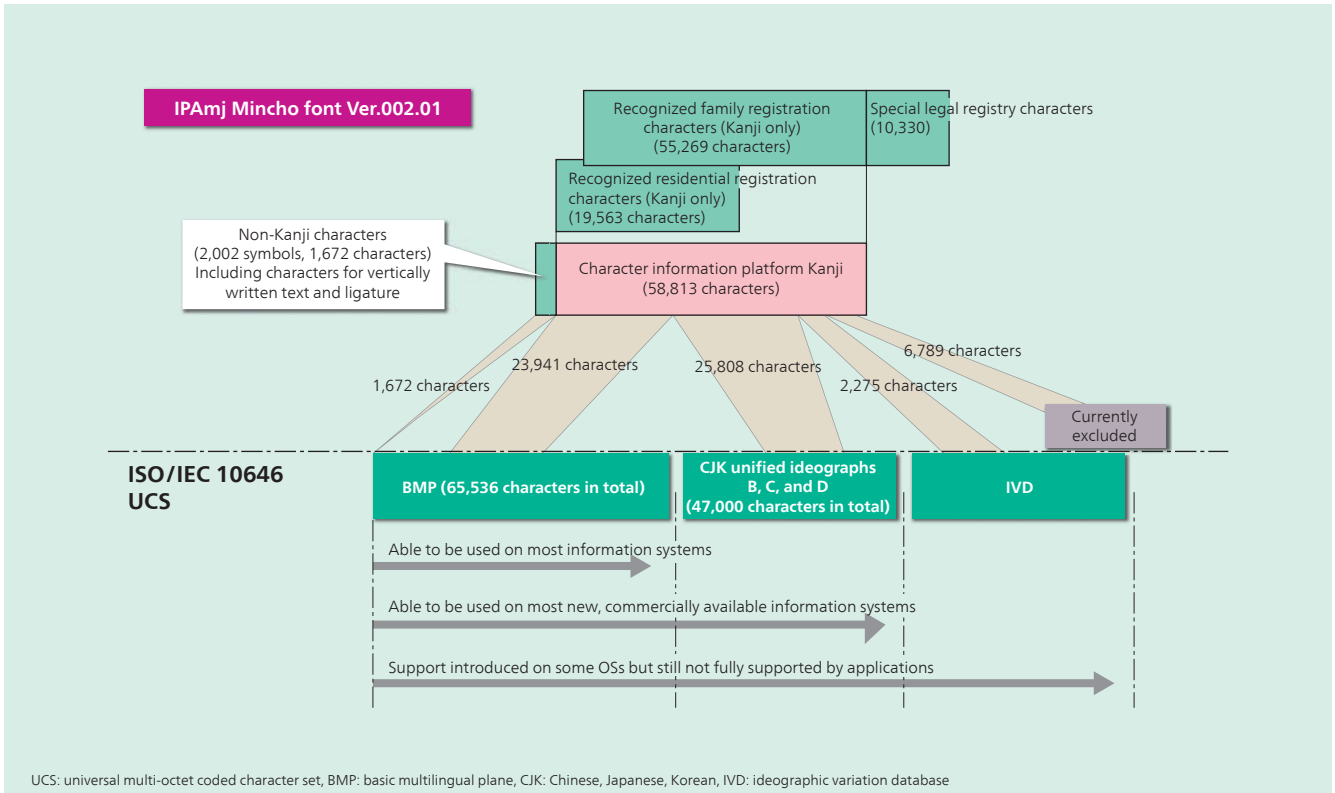 IPAmj Mincho font Ver.002.01
Recognized family registration
characters (Kanji only)
(55,269 characters)
Special legal registry characters
(10,330)
Recognized residential registration
characters (Kanji only)
(19,563 characters)
Non-Kanji characters
(2,002 symbols, 1,672 characters)
Including characters for vertically
written text and ligature
Character information platform Kanji
(58,813 characters)
1,672 characters
23,941 characters
25,808 characters
2,275 characters
6,789 characters
Currently
excluded
ISO/IEC 10646
UCS
BMP (65,536 characters in total)
CJK unified ideographs
B, C, and D
(47,000 characters in total)
IVD
Able to be used on most information systems
Able to be used on most new, commercially available information systems
Support introduced on some OSs but still not fully supported by applications
UCS: universal multi-octet coded character set, BMP: basic multilingual plane, CJK: Chinese, Japanese, Korean, IVD: ideographic variation database